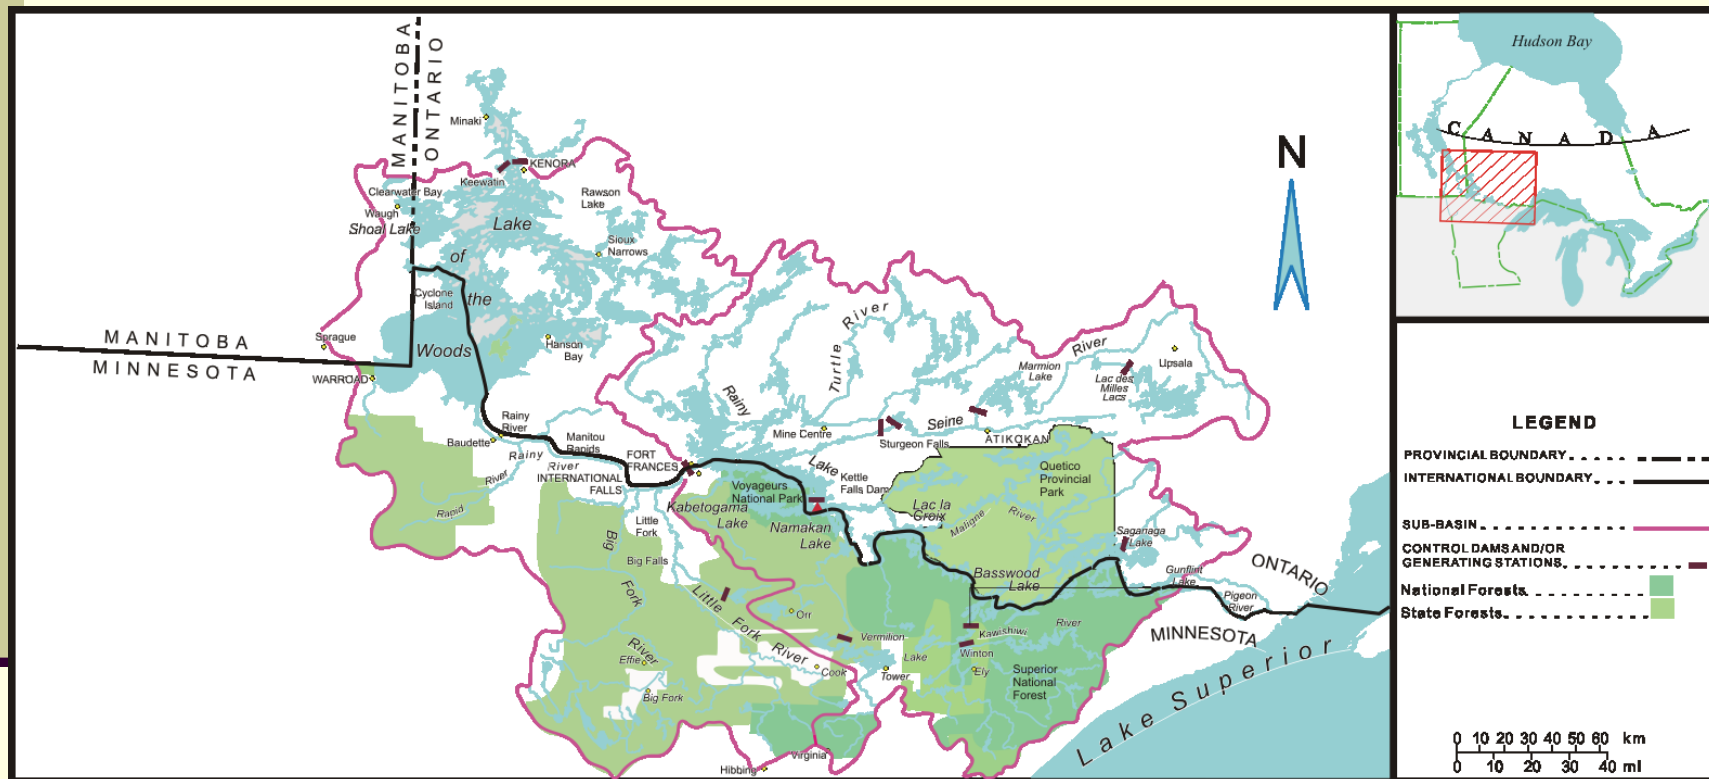 MANITOBA
ONTARIO
Minaki
KENORA
Keewatin
Clearwater Bay
Waugh
Shoal Lake
Rawson
Lake
Lake
of
the
Woods
Sioux
Narrows
Cyclone
Island
Hanson
Bay
Sprague
MANITOBA
MINNESOTA
WARROAD
Rainy
River
Baudette
Manitou
Rapids
Rainy
River
River
Rapid
FORT
FRANCES
INTERNATIONAL
FALLS
Turtle
River
Rainy
Lake
Mine Centre
Sturgeon Falls
Seine
River
Marmion
Lake
Lac des
Milles
Lacs
Upsala
ATIKOKAN
Kettle
Falls Dam
Quetico
Provincial
Park
Voyageurs
National Park
Kabetogama
Lake
Namakan
Lake
Lac la
Croix
Maligne
River
Saganaga
Lake
Basswood
Lake
Gunflint
Lake
Pigeon
River
ONTARIO
MINNESOTA
Little
Fork
Big Falls
Big
Fork
River
Little
Fork
River
Orr
Effie
Big Fork
Cook
Vermilion
Lake
Tower
Kawishiwi
River
Winton
Ely
Superior
National
Forest
Virginia
Hibbing
Lake Superior
N
Hudson Bay
CANADA
LEGEND
PROVINCIAL BOUNDARY
INTERNATIONAL BOUNDARY
SUB-BASIN
CONTROL DAMS AND/OR
GENERATING STATIONS
National Forests
State Forests
0 10 20 30 40 50 60 km
0 10 20 30 40 mi